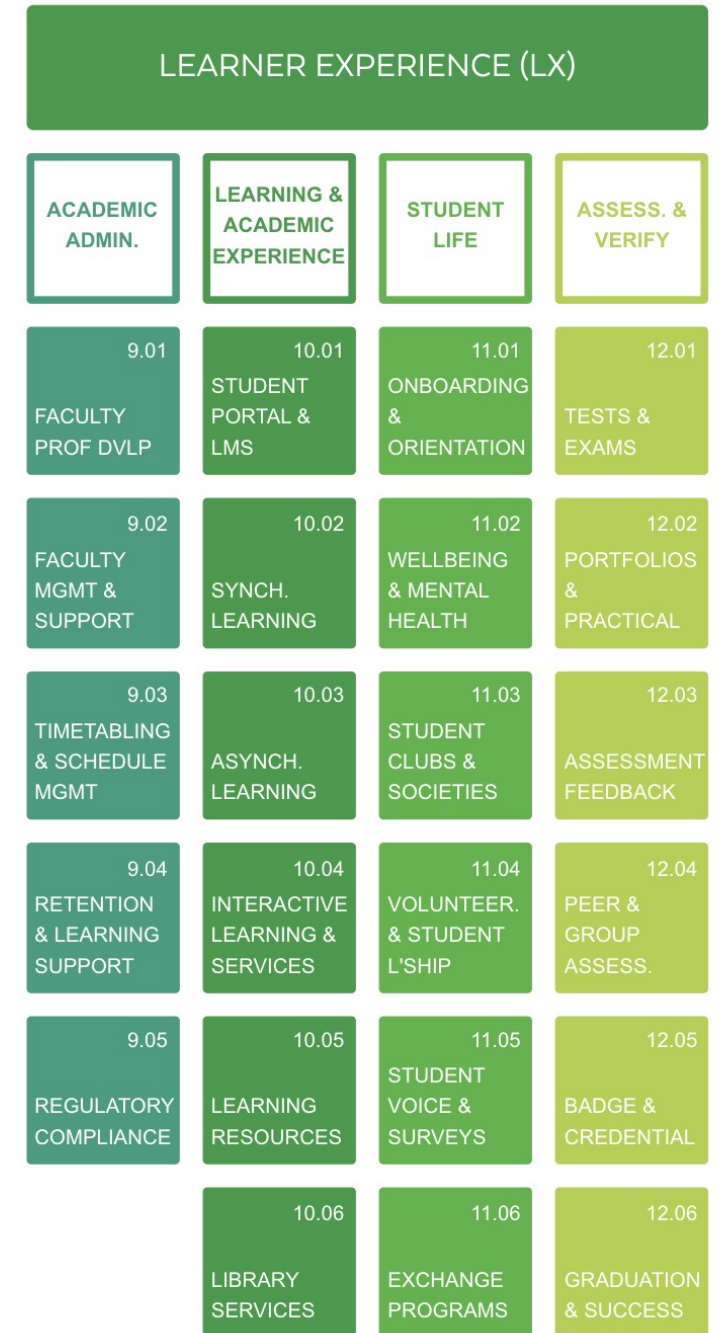 LEARNER EXPERIENCE (LX)
ACADEMIC
ADMIN.
LEARNING &
ACADEMIC
EXPERIENCE
STUDENT
LIFE
ASSESS. &
VERIFY
9.01
FACULTY
PROF DVLP
10.01
STUDENT
PORTAL &
LMS
11.01
ONBOARDING
&
ORIENTATION
12.01
TESTS &
EXAMS
9.02
FACULTY
MGMT &
SUPPORT
10.02
SYNCH.
LEARNING
11.02
WELLBEING
& MENTAL
HEALTH
12.02
PORTFOLIOS
&
PRACTICAL
9.03
TIMETABLING
& SCHEDULE
MGMT
10.03
ASYNCH.
LEARNING
11.03
STUDENT
CLUBS &
SOCIETIES
12.03
ASSESSMENT
FEEDBACK
9.04
RETENTION
& LEARNING
SUPPORT
10.04
INTERACTIVE
LEARNING &
SERVICES
11.04
VOLUNTEER.
& STUDENT
L'SHIP
12.04
PEER &
GROUP
ASSESS.
9.05
REGULATORY
COMPLIANCE
10.05
LEARNING
RESOURCES
11.05
STUDENT
VOICE &
SURVEYS
12.05
BADGE &
CREDENTIAL
10.06
LIBRARY
SERVICES
11.06
EXCHANGE
PROGRAMS
12.06
GRADUATION
& SUCCESS